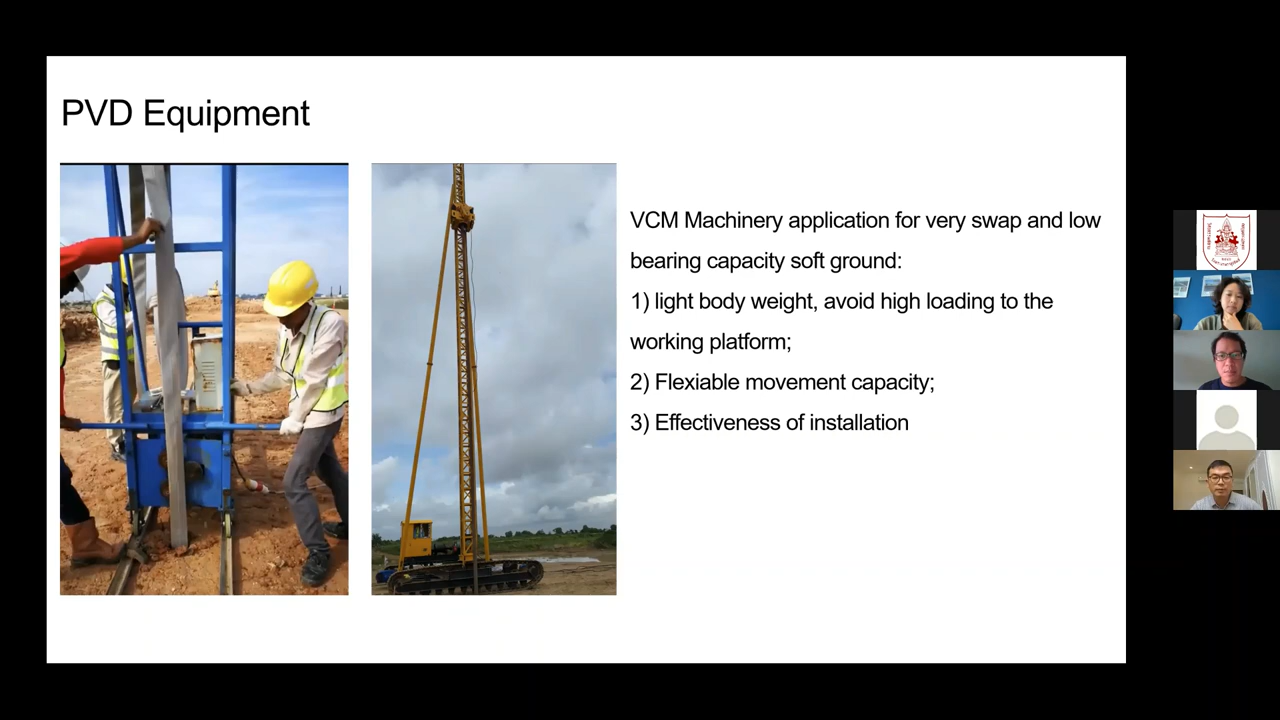 PVD Equipment
VCM Machinery application for very swap and low
bearing capacity soft ground:
1) light body weight, avoid high loading to the
working platform;
2) Flexiable movement capacity;
3) Effectiveness of installation